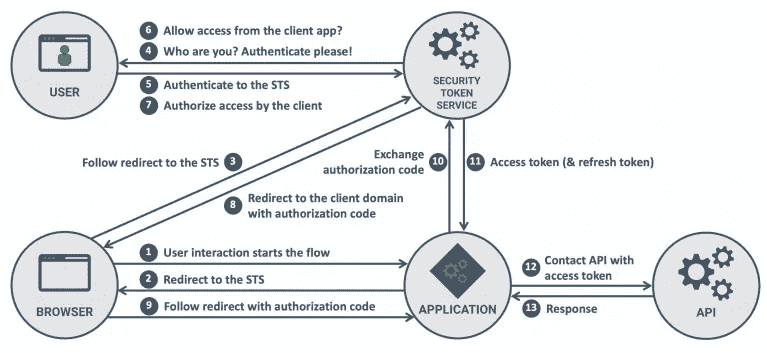 6 Allow access from the client app?
4 Who are you? Authenticate please!
USER
5 Authenticate to the STS
7 Authorize access by the client
SECURITY
TOKEN
SERVICE
Follow redirect to the STS 3
8 Redirect to the client domain
with authorization code
Exchange 10
authorization code
11 Access token (& refresh token)
1 User interaction starts the flow
2 Redirect to the STS
9 Follow redirect with authorization code
BROWSER
APPLICATION
12 Contact API with
access token
13 Response
API